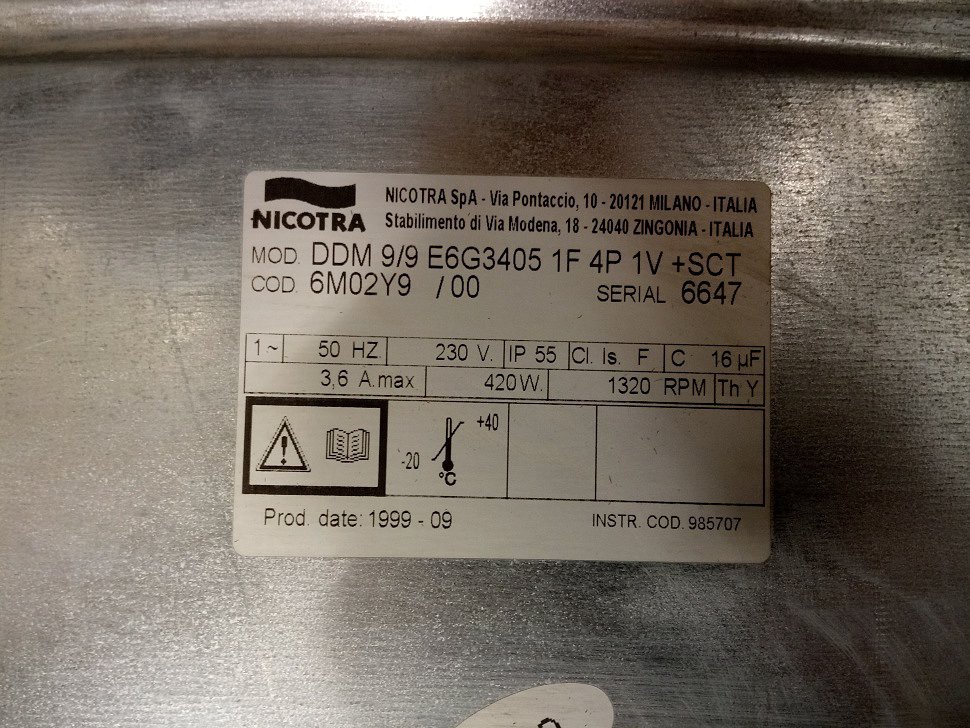 NICOTRA
NICOTRA SpA - Via Pontaccio, 10 - 20121 MILANO - ITALIA
Stabilimento di Via Modena, 18 - 24040 ZINGONIA - ITALIA
MOD. DDM 9/9 E6G3405 1F 4P 1V +SCT
COD. 6M02Y9 /00 SERIAL 6647
1~ 50 HZ 230 V. IP 55 Cl. Is. F C 16 µF
3,6 A.max 420W. 1320 RPM Th Y
-20 +40
°C
Prod. date: 1999 - 09 INSTR. COD. 985707